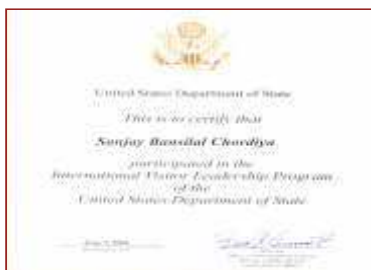 United States Department of State
This is to certify that
Sanjay Bansilal Chordiya
participated in the
International Visitor Leadership Program
of the
United States Department of State